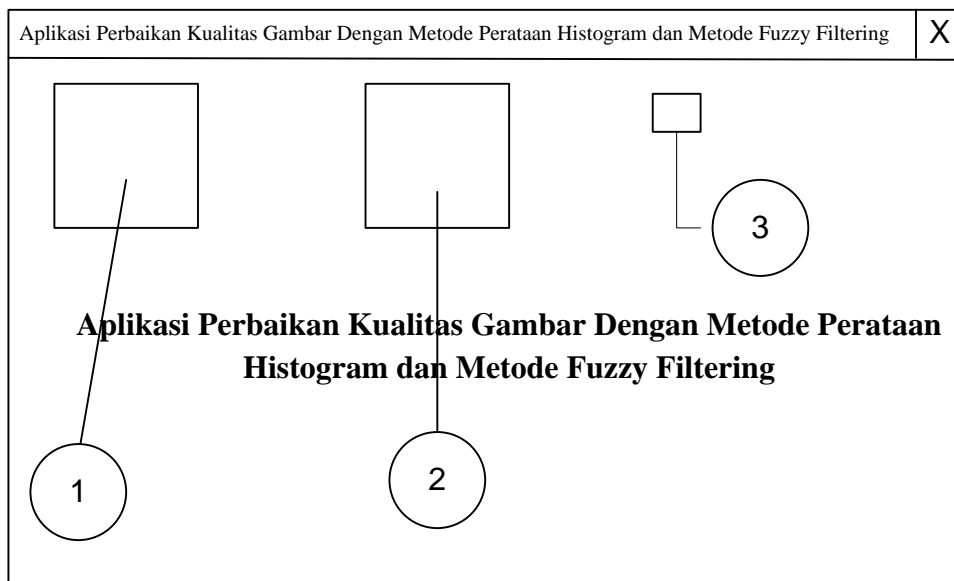 Aplikasi Perbaikan Kualitas Gambar Dengan Metode Perataan Histogram dan Metode Fuzzy Filtering X
3
Aplikasi Perbaikan Kualitas Gambar Dengan Metode Perataan
Histogram dan Metode Fuzzy Filtering
1
2